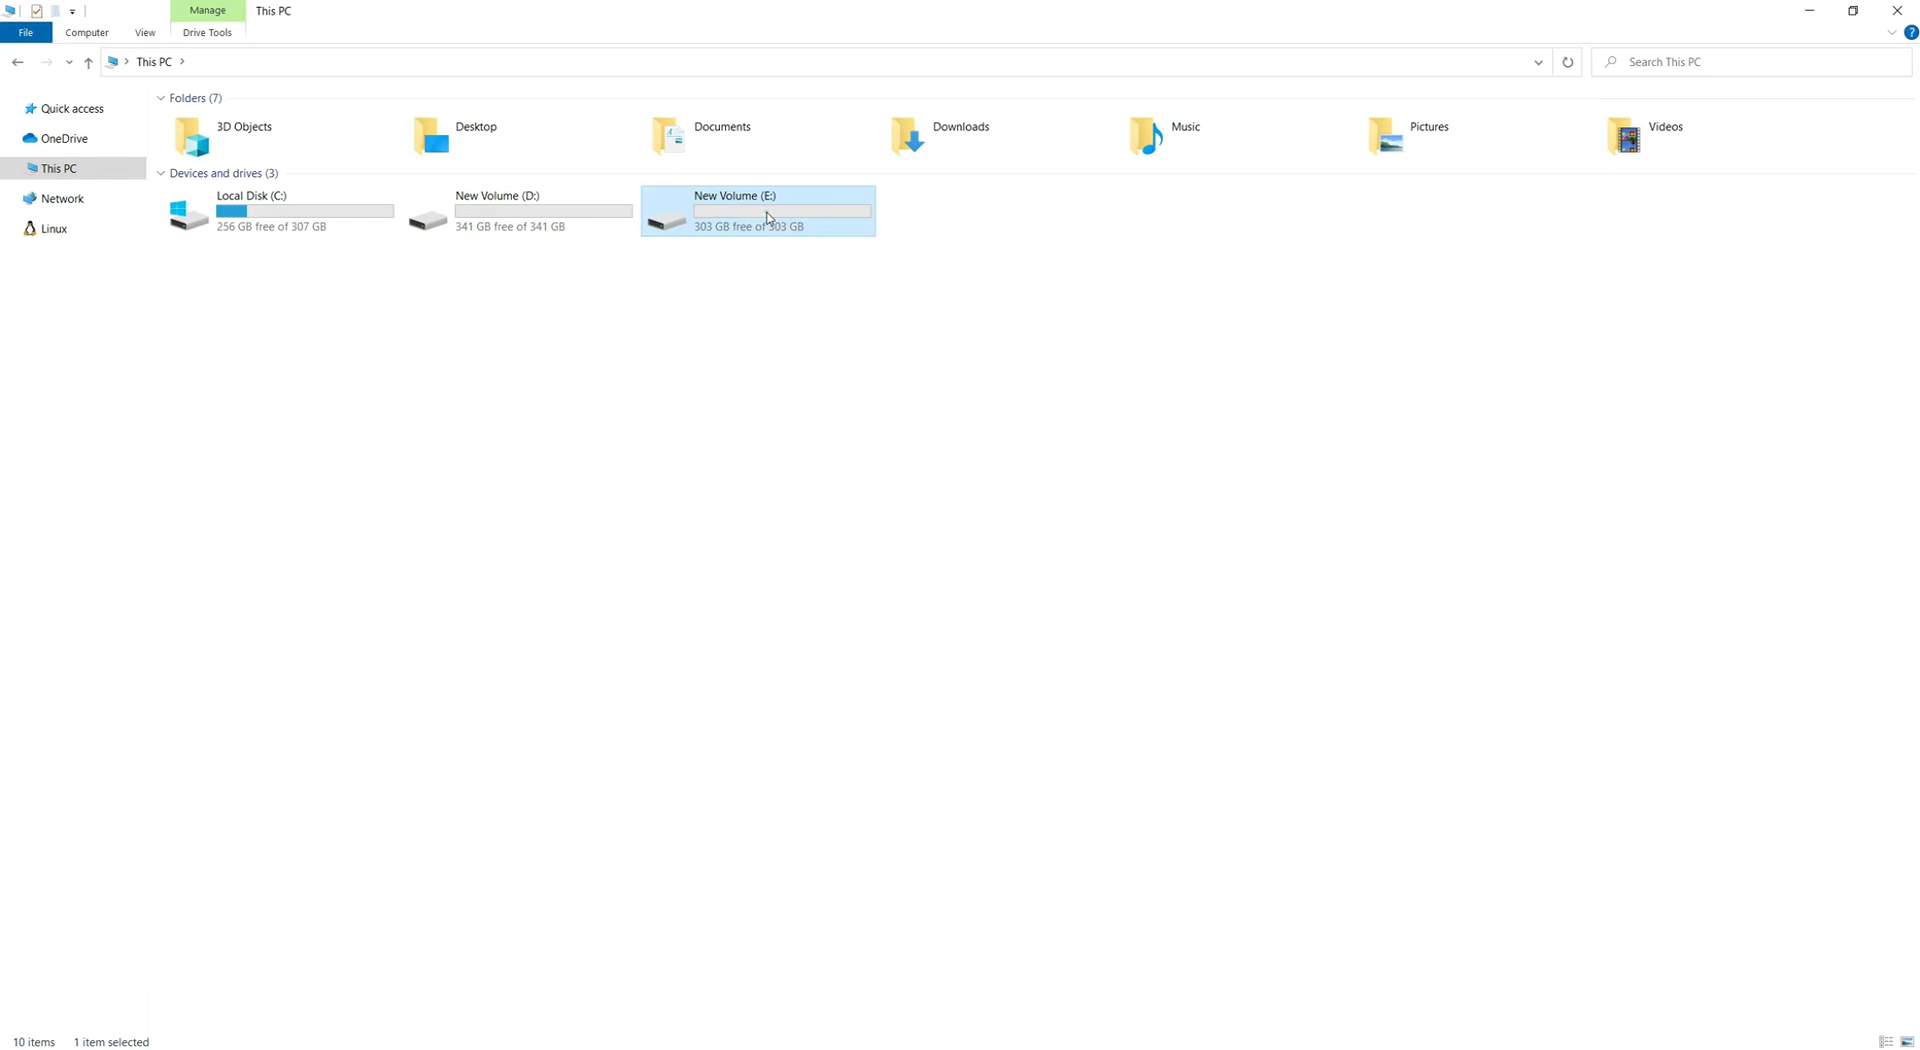 Manage This PC
File Computer View Drive Tools
This PC Search This PC
Quick access
OneDrive
This PC
Network
Linux
Folders (7)
3D Objects Desktop Documents Downloads Music Pictures Videos
Devices and drives (3)
Local Disk (C:) New Volume (D:) New Volume (E:)
256 GB free of 307 GB 341 GB free of 341 GB 303 GB free of 303 GB
10 items 1 item selected